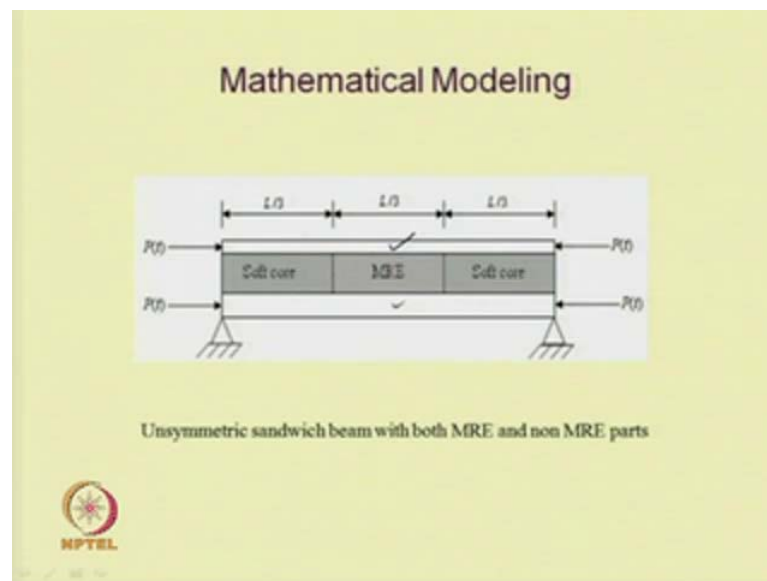 Mathematical Modeling
L/3 L/3 L/3
P(t) P(t)
Soft core MRE Soft core
P(t) P(t)
Unsymmetric sandwich beam with both MRE and non MRE parts
NPTEL